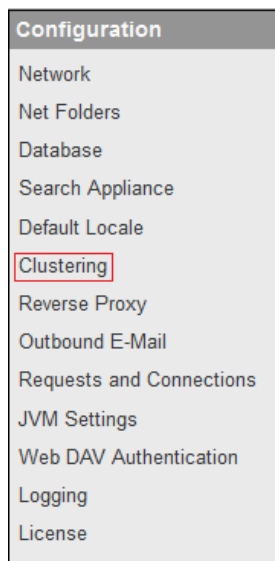 Configuration
Network
Net Folders
Database
Search Appliance
Default Locale
Clustering
Reverse Proxy
Outbound E-Mail
Requests and Connections
JVM Settings
Web DAV Authentication
Logging
License